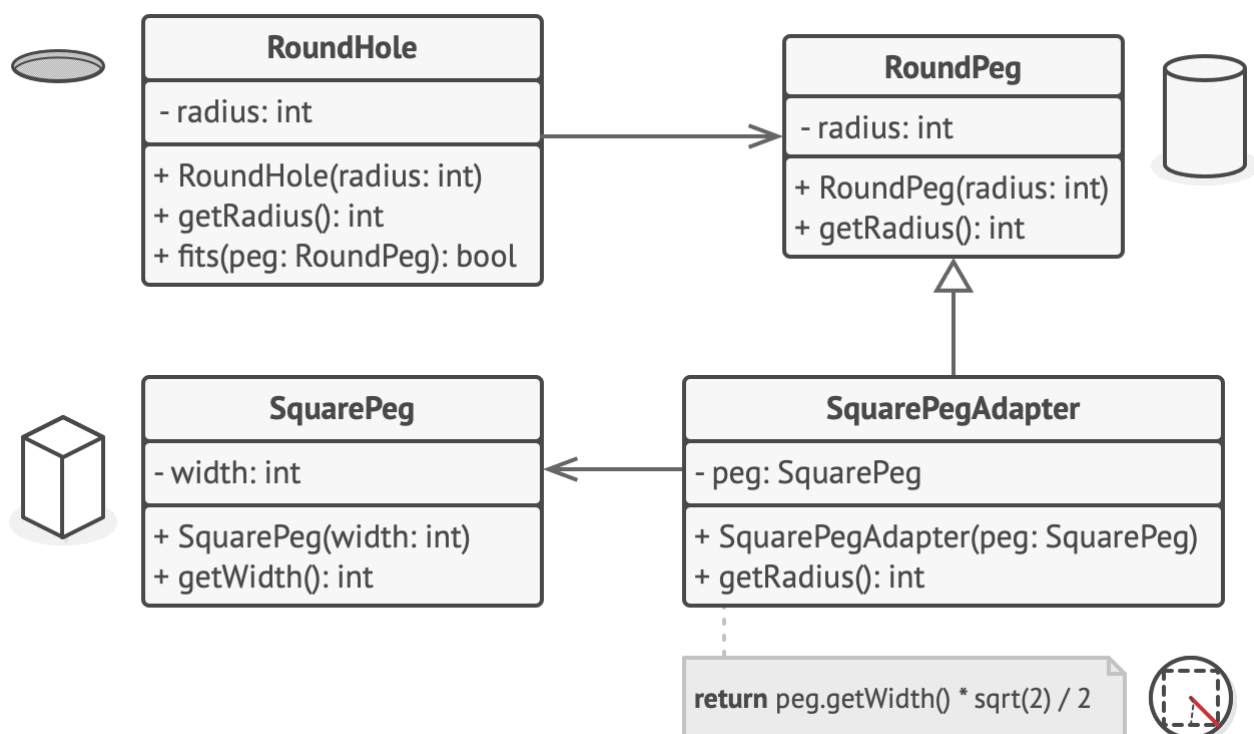 RoundHole
- radius: int
+ RoundHole(radius: int)
+ getRadius(): int
+ fits(peg: RoundPeg): bool
RoundPeg
- radius: int
+ RoundPeg(radius: int)
+ getRadius(): int
SquarePeg
- width: int
+ SquarePeg(width: int)
+ getWidth(): int
SquarePegAdapter
- peg: SquarePeg
+ SquarePegAdapter(peg: SquarePeg)
+ getRadius(): int
return peg.getWidth() * sqrt(2) / 2